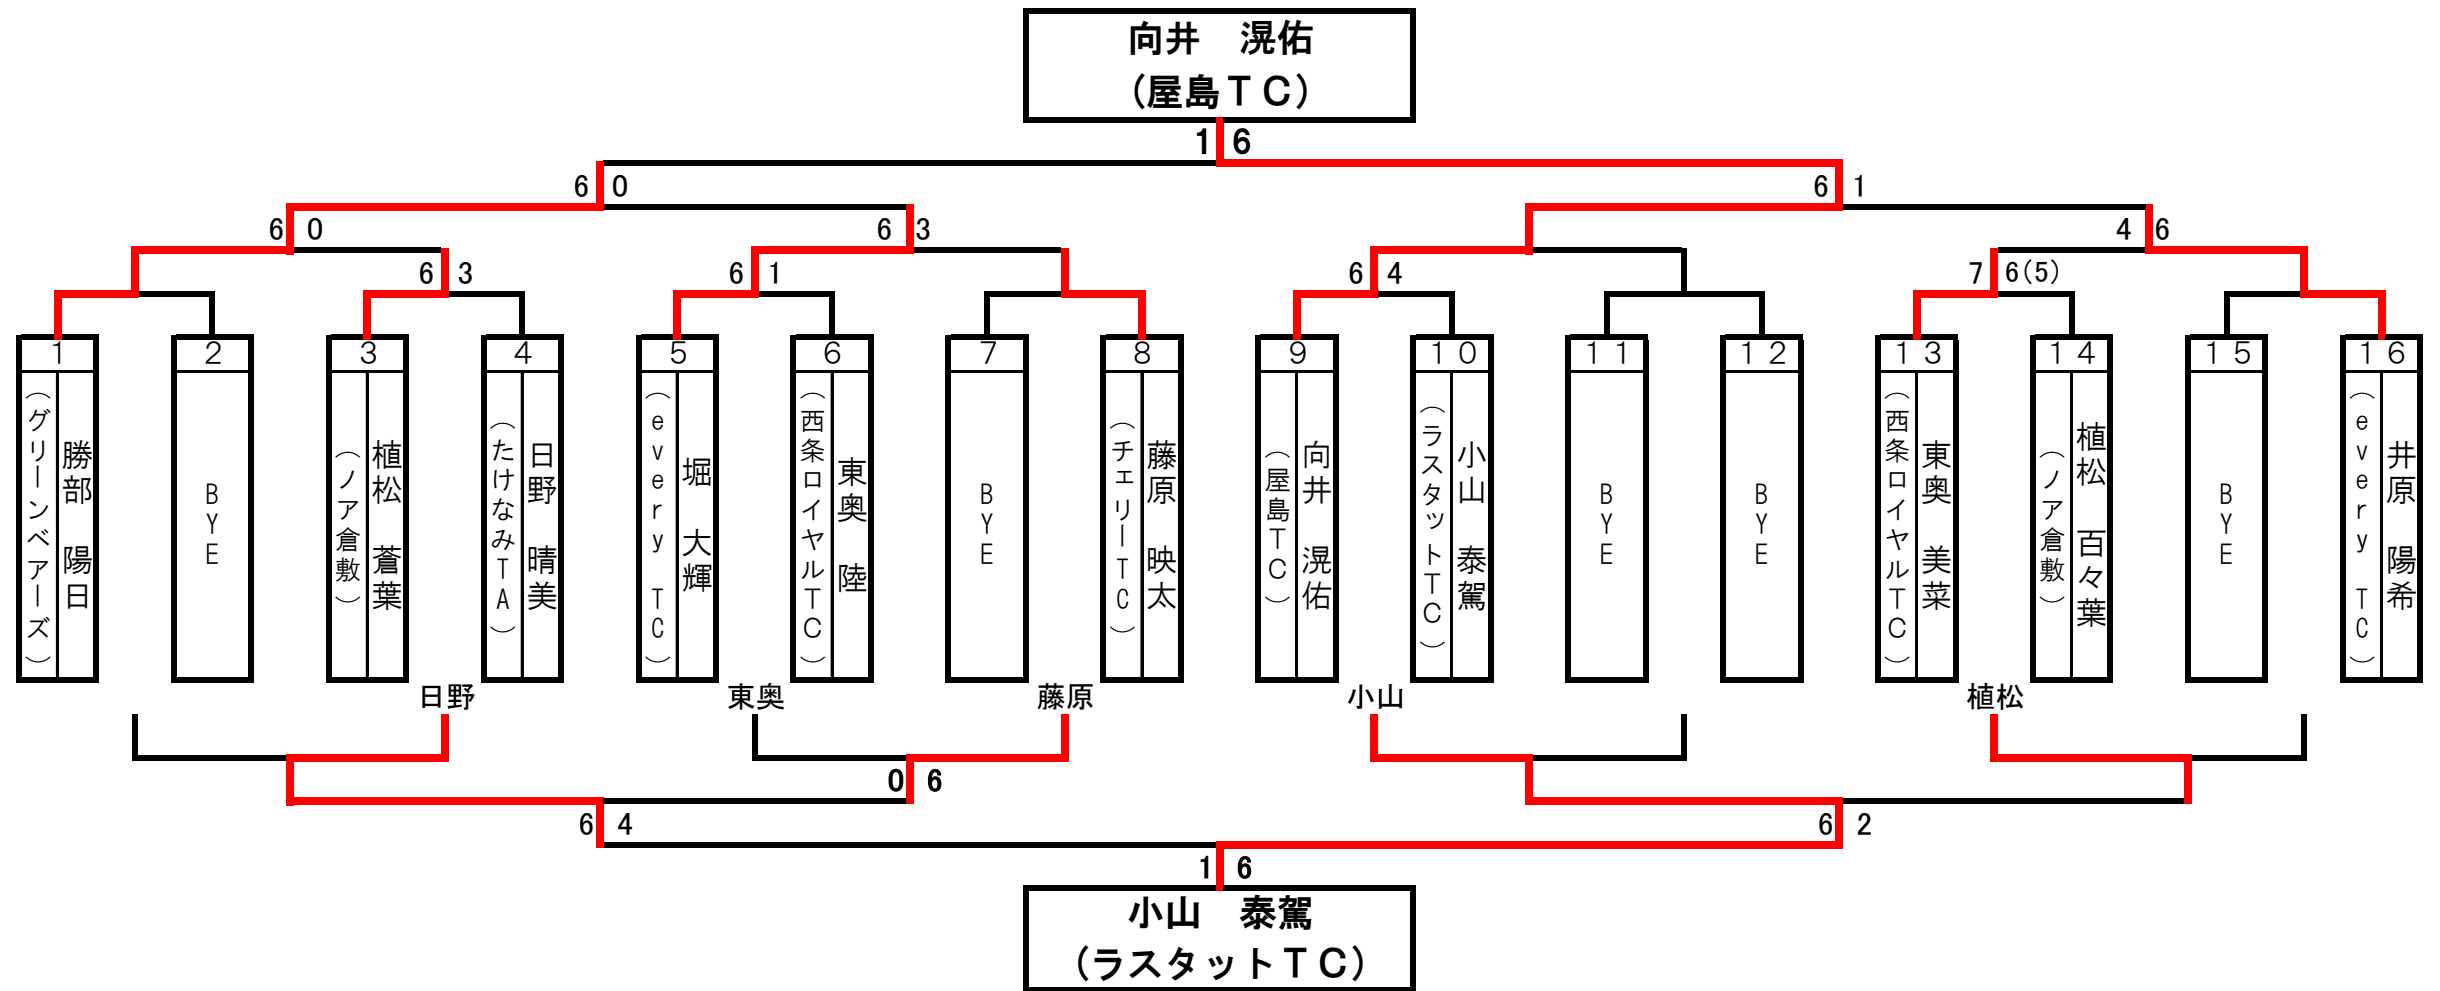 向井　滉佑
（屋島ＴＣ）
1 6
6 0
6 1
6 0
6 3
4 6
6 3
6 1
6 4
7 6(5)
1
2
3
4
5
6
7
8
9
10
11
12
13
14
15
16
勝部　陽日
（グリーンベアーズ）
BYE
植松　蒼葉
（ノア倉敷）
日野　晴美
（たけなみTA）
堀　大輝
（every TC）
東奥　陸
（西条ロイヤルTC）
BYE
藤原　映太
（チェリーTC）
向井　滉佑
（屋島TC）
小山　泰駕
（ラスタットTC）
BYE
BYE
東奥　美菜
（西条ロイヤルTC）
植松　百々葉
（ノア倉敷）
BYE
井原　陽希
（every TC）
日野
東奥
藤原
小山
植松
0 6
6 4
6 2
1 6
小山　泰駕
（ラスタットＴＣ）